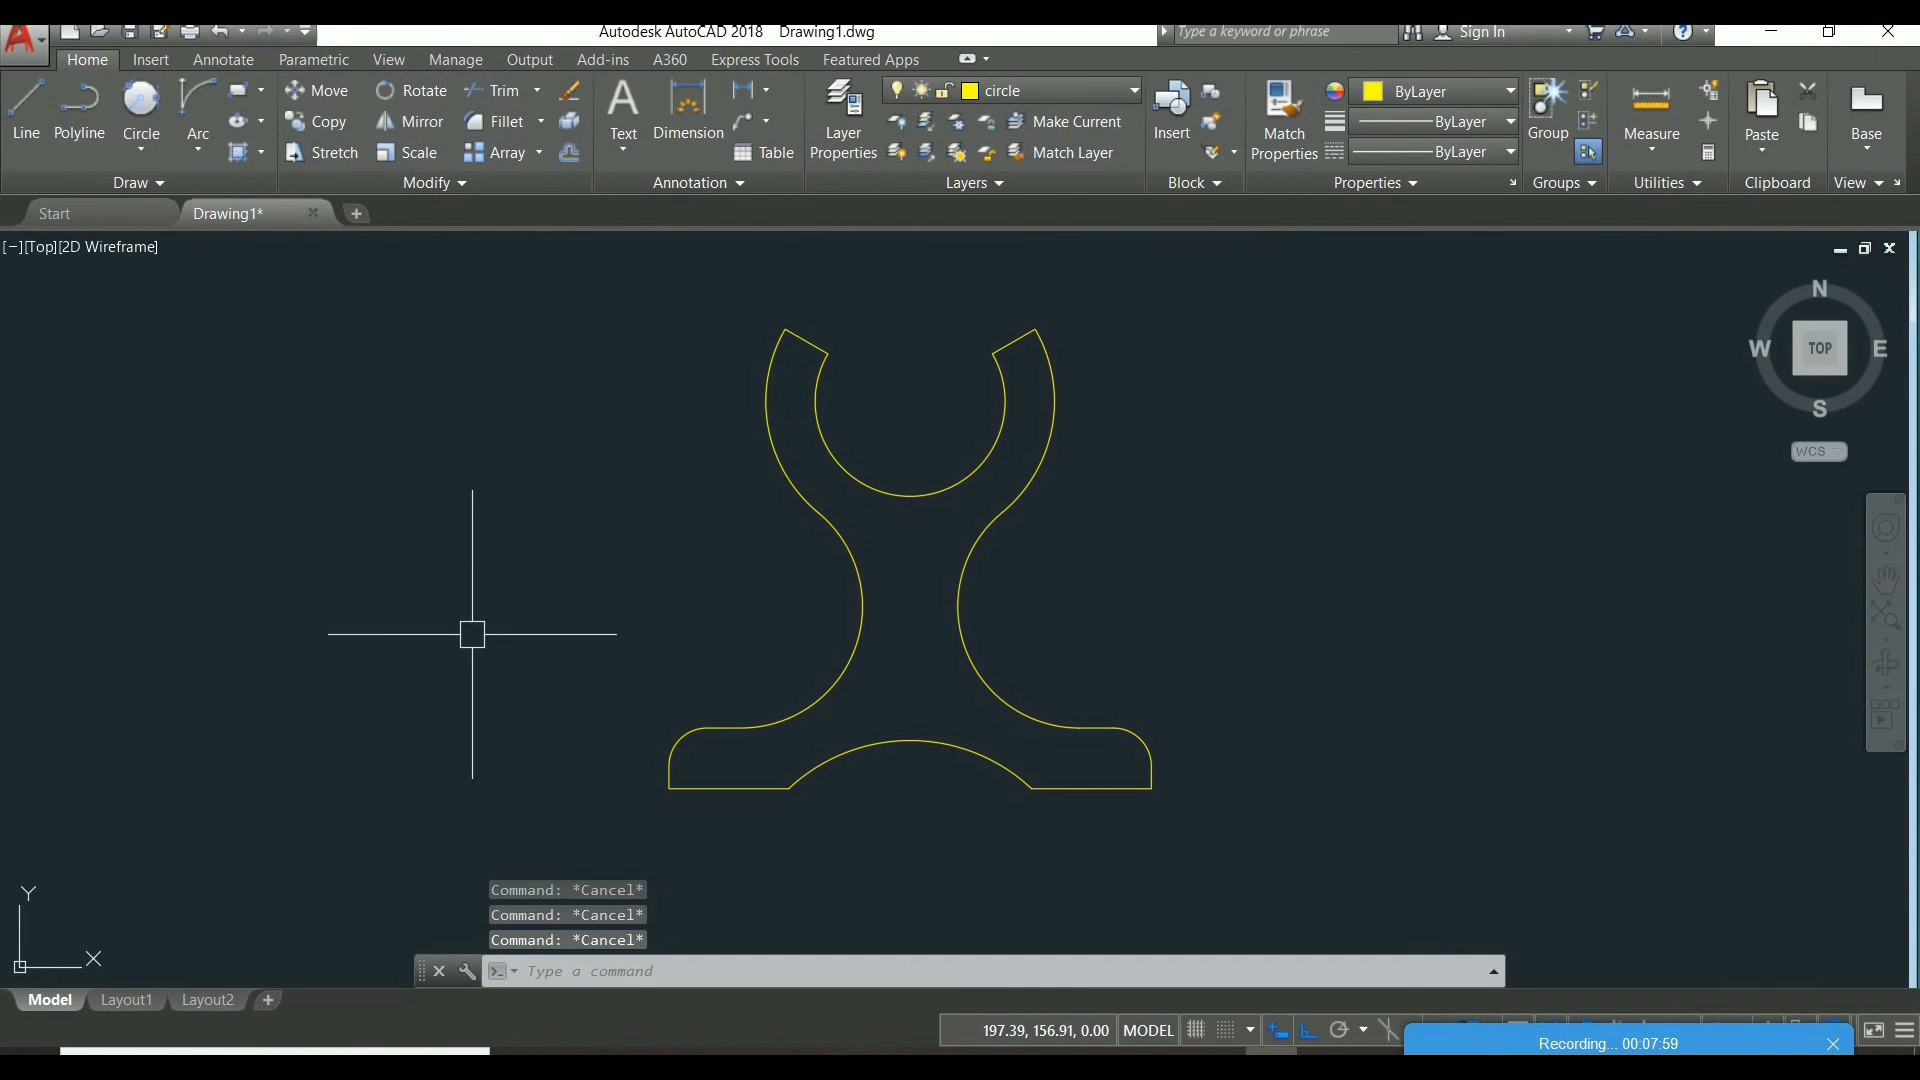 Autodesk AutoCAD 2018 Drawing1.dwg
Type a keyword or phrase
Sign In
Home Insert Annotate Parametric View Manage Output Add-ins A360 Express Tools Featured Apps
Line Polyline Circle Arc
Move Rotate Trim
Copy Mirror Fillet
Stretch Scale Array
Text Dimension
Table
Layer Properties
circle
Make Current
Match Layer
Insert
Match Properties
ByLayer
ByLayer
ByLayer
Group
Measure
Paste
Base
Draw Modify Annotation Layers Block Properties Groups Utilities Clipboard View
Start Drawing1*
[−][Top][2D Wireframe]
N
W TOP E
S
WCS
Y
X
Command: *Cancel*
Command: *Cancel*
Command: *Cancel*
Type a command
Model Layout1 Layout2
197.39, 156.91, 0.00 MODEL
Recording... 00:07:59